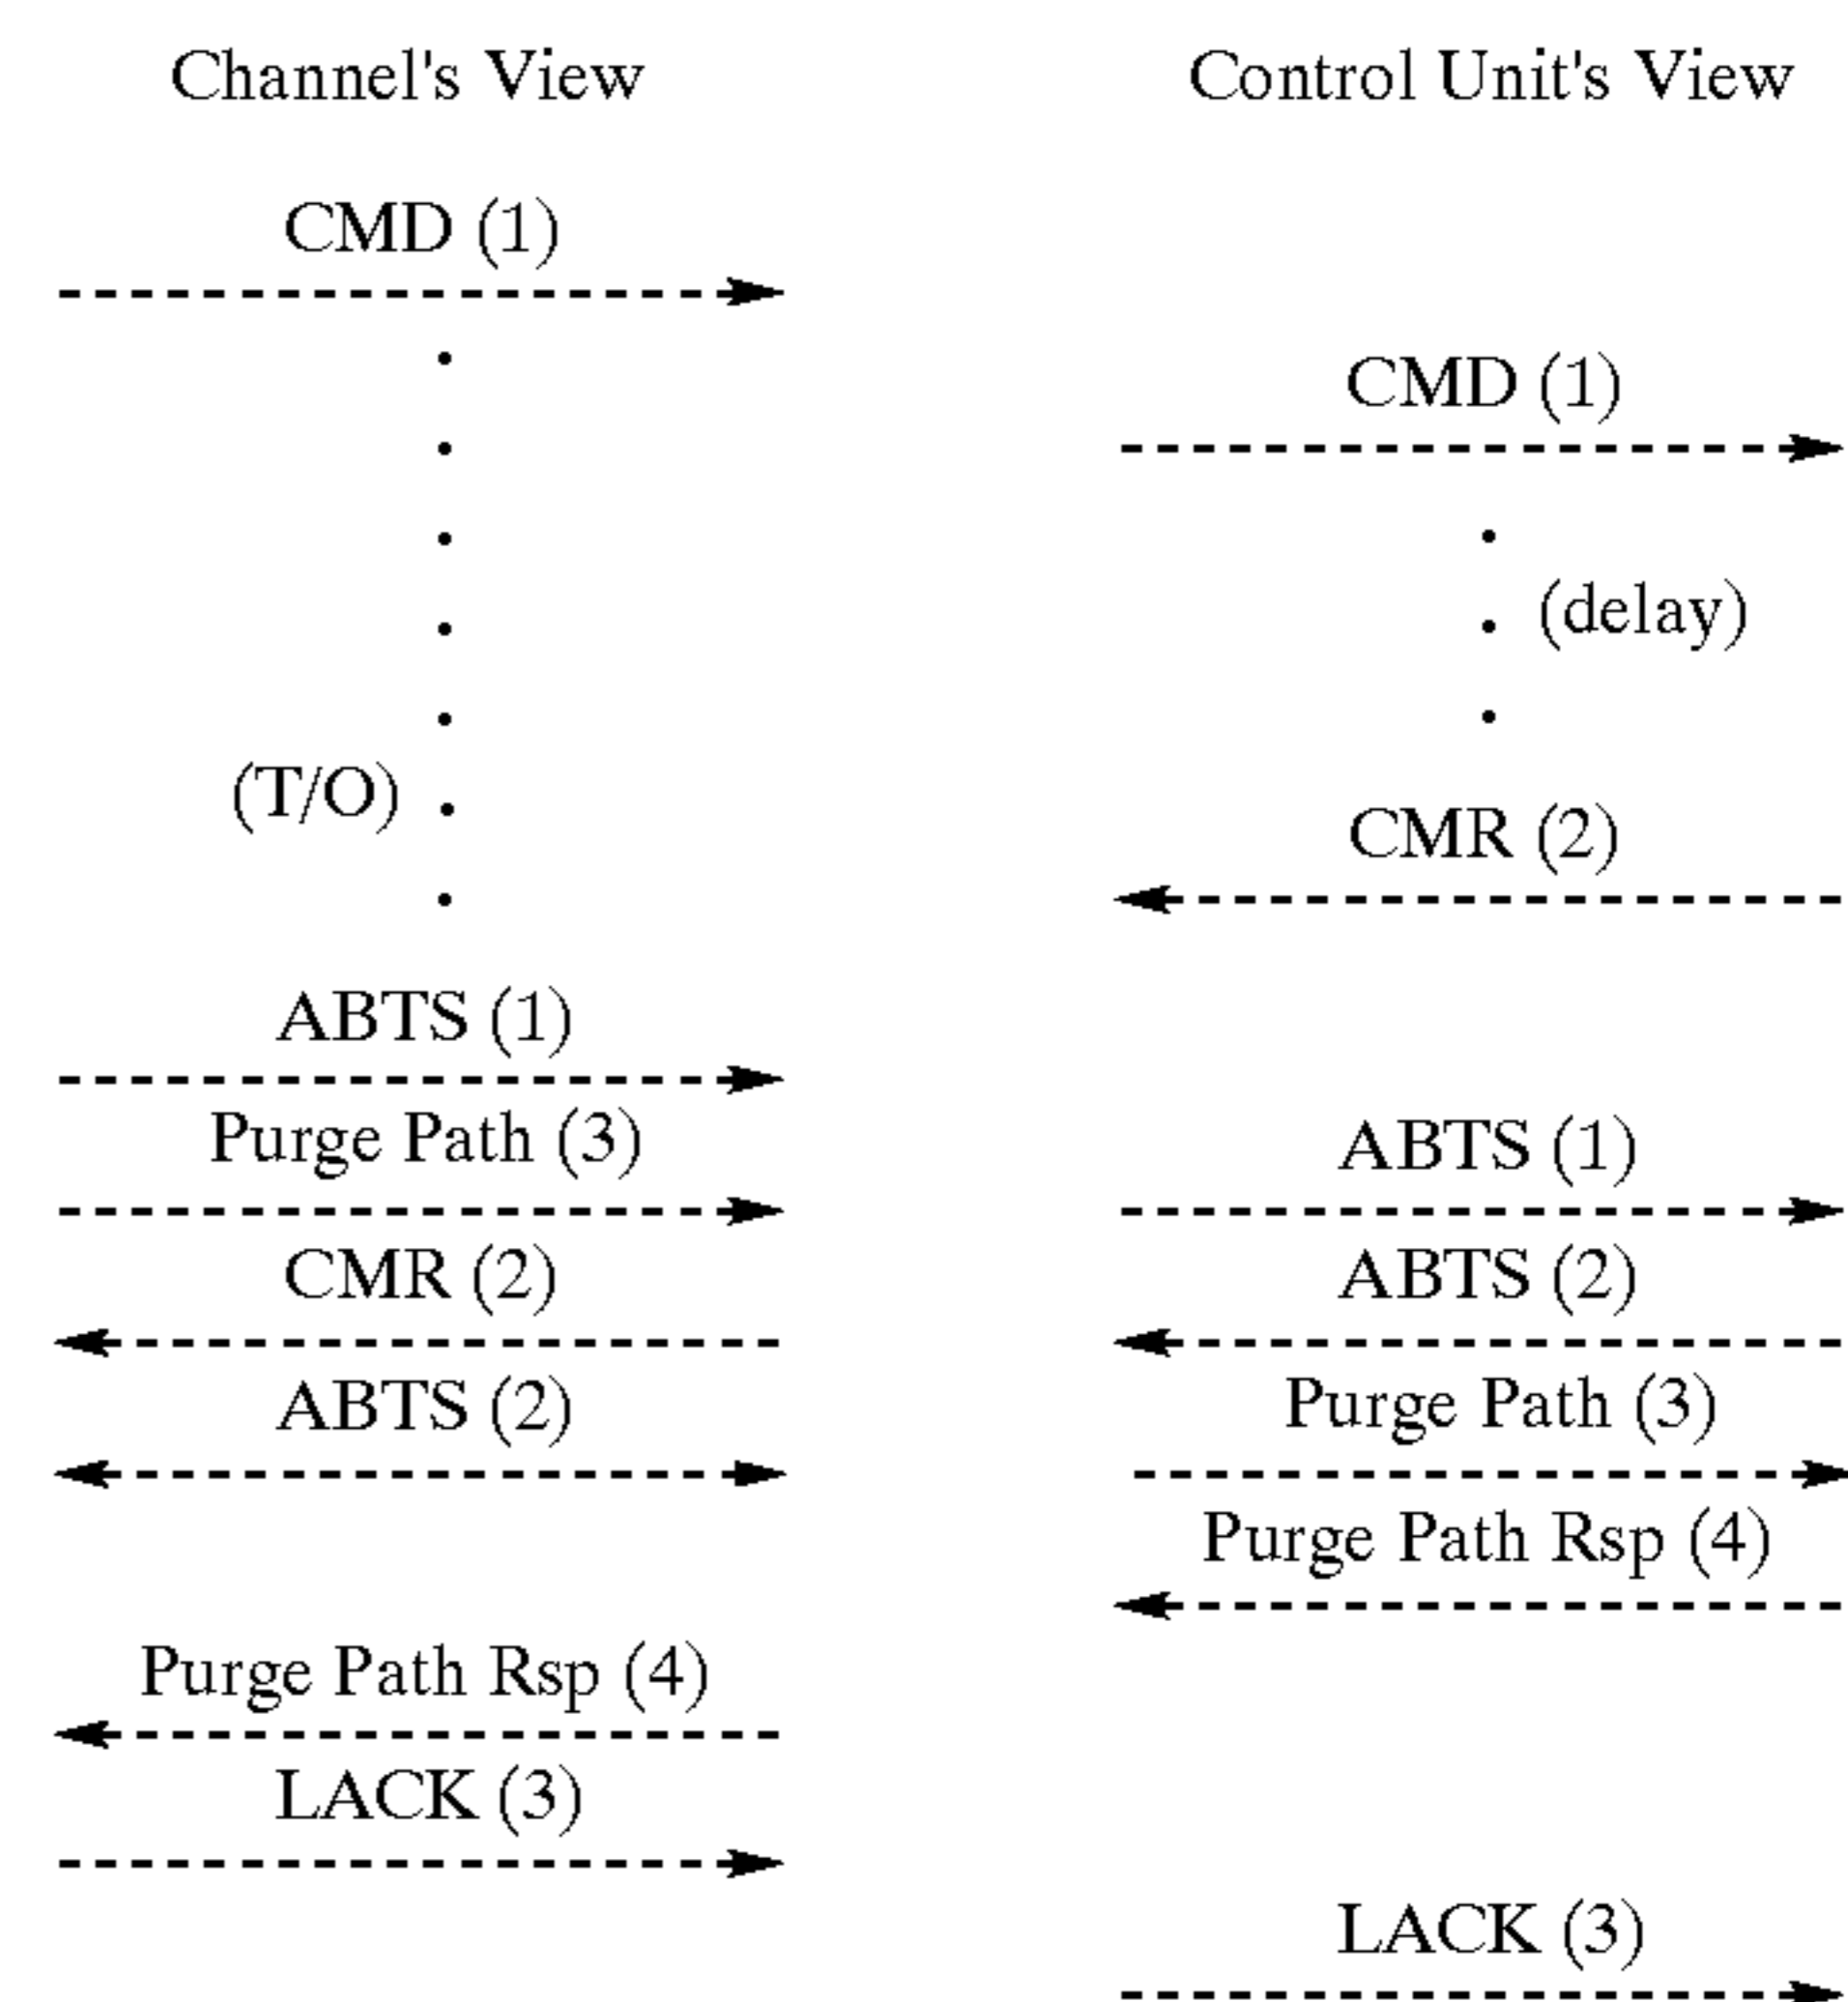 Channel's View
Control Unit's View
CMD (1)
CMD (1)
(delay)
(T/O)
CMR (2)
ABTS (1)
Purge Path (3)
ABTS (1)
CMR (2)
ABTS (2)
ABTS (2)
Purge Path (3)
Purge Path Rsp (4)
Purge Path Rsp (4)
LACK (3)
LACK (3)